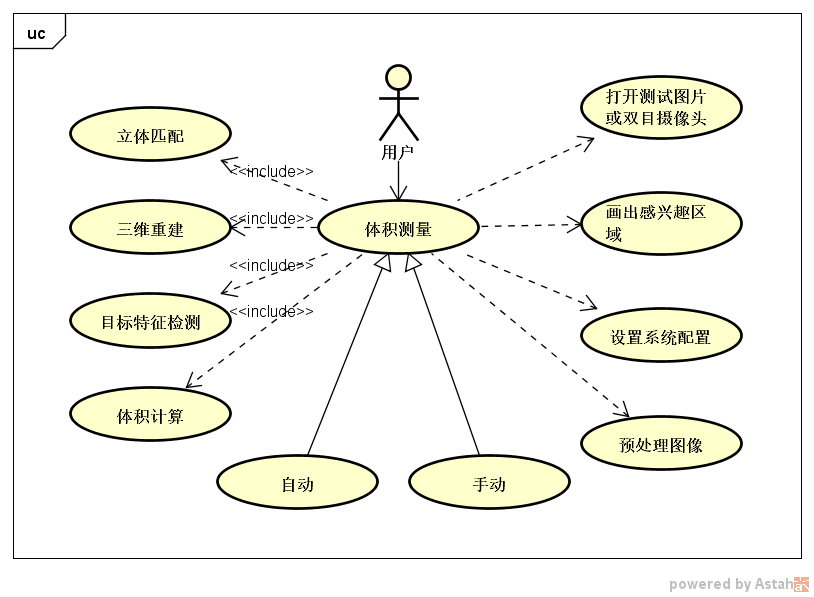 uc
用户
立体匹配
<<include>>
打开测试图片
或双目摄像头
三维重建
<<include>>
体积测量
画出感兴趣区
域
目标特征检测
<<include>>
<<include>>
设置系统配置
体积计算
预处理图像
自动
手动
powered by Astah